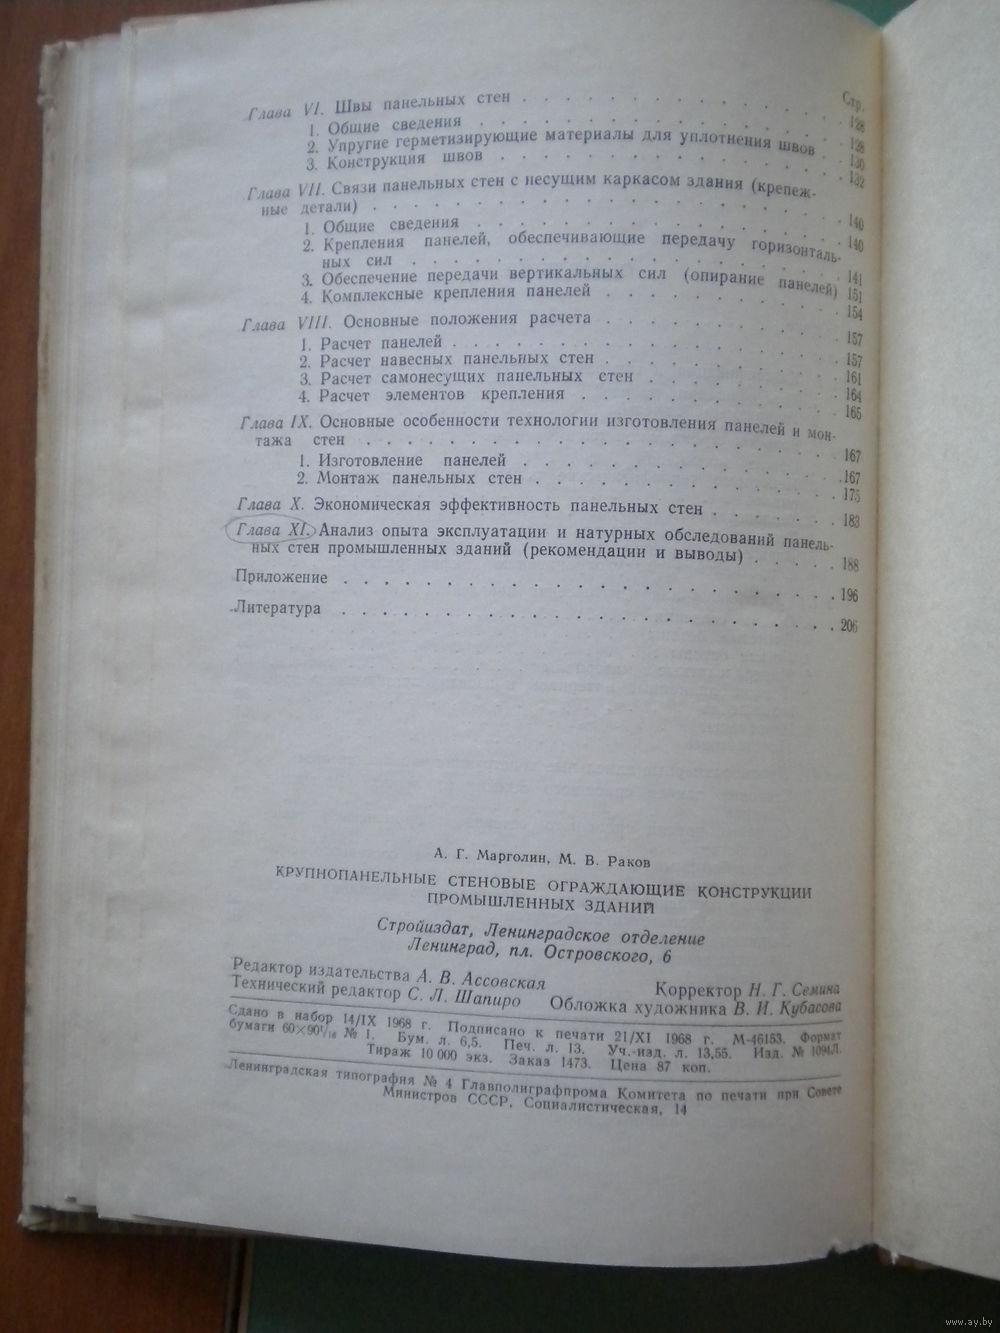 Стр.
Глава VI. Швы панельных стен . . . . . . . . . . . . . 128
1. Общие сведения . . . . . . . . . . . . . . . 128
2. Упругие герметизирующие материалы для уплотнения швов . 130
3. Конструкция швов . . . . . . . . . . . . . . 132
Глава VII. Связи панельных стен с несущим каркасом здания (крепеж-
ные детали) . . . . . . . . . . . . . . . . . 140
1. Общие сведения . . . . . . . . . . . . . . . 140
2. Крепления панелей, обеспечивающие передачу горизонталь-
ных сил . . . . . . . . . . . . . . . . . 141
3. Обеспечение передачи вертикальных сил (опирание панелей) 151
4. Комплексные крепления панелей . . . . . . . . . . 154
Глава VIII. Основные положения расчета . . . . . . . . . 157
1. Расчет панелей . . . . . . . . . . . . . . . 157
2. Расчет навесных панельных стен . . . . . . . . . . 161
3. Расчет самонесущих панельных стен . . . . . . . . 164
4. Расчет элементов крепления . . . . . . . . . . . 165
Глава IX. Основные особенности технологии изготовления панелей и мон-
тажа стен . . . . . . . . . . . . . . . . . 167
1. Изготовление панелей . . . . . . . . . . . . . 167
2. Монтаж панельных стен . . . . . . . . . . . . 175
Глава X. Экономическая эффективность панельных стен . . . . . 183
Глава XI. Анализ опыта эксплуатации и натурных обследований панель-
ных стен промышленных зданий (рекомендации и выводы) . . . . . 188
Приложение . . . . . . . . . . . . . . . . . . 196
Литература . . . . . . . . . . . . . . . . . . 206
А. Г. Марголин, М. В. Раков
КРУПНОПАНЕЛЬНЫЕ СТЕНОВЫЕ ОГРАЖДАЮЩИЕ КОНСТРУКЦИИ
ПРОМЫШЛЕННЫХ ЗДАНИЙ
Стройиздат, Ленинградское отделение
Ленинград, пл. Островского, 6
Редактор издательства А. В. Ассовская Корректор Н. Г. Семина
Технический редактор С. Л. Шапиро Обложка художника В. И. Кубасова
Сдано в набор 14/IX 1968 г. Подписано к печати 21/XI 1968 г. М-46153. Формат
бумаги 60×90¹/₁₆ № 1. Бум. л. 6,5. Печ. л. 13. Уч.-изд. л. 13,55. Изд. № 1094Л.
Тираж 10 000 экз. Заказ 1473. Цена 87 коп.
Ленинградская типография № 4 Главполиграфпрома Комитета по печати при Совете
Министров СССР, Социалистическая, 14
www.ay.by